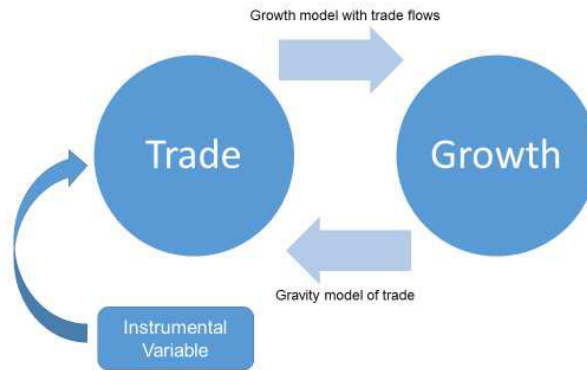 Growth model with trade flows
Trade
Growth
Gravity model of trade
Instrumental
Variable